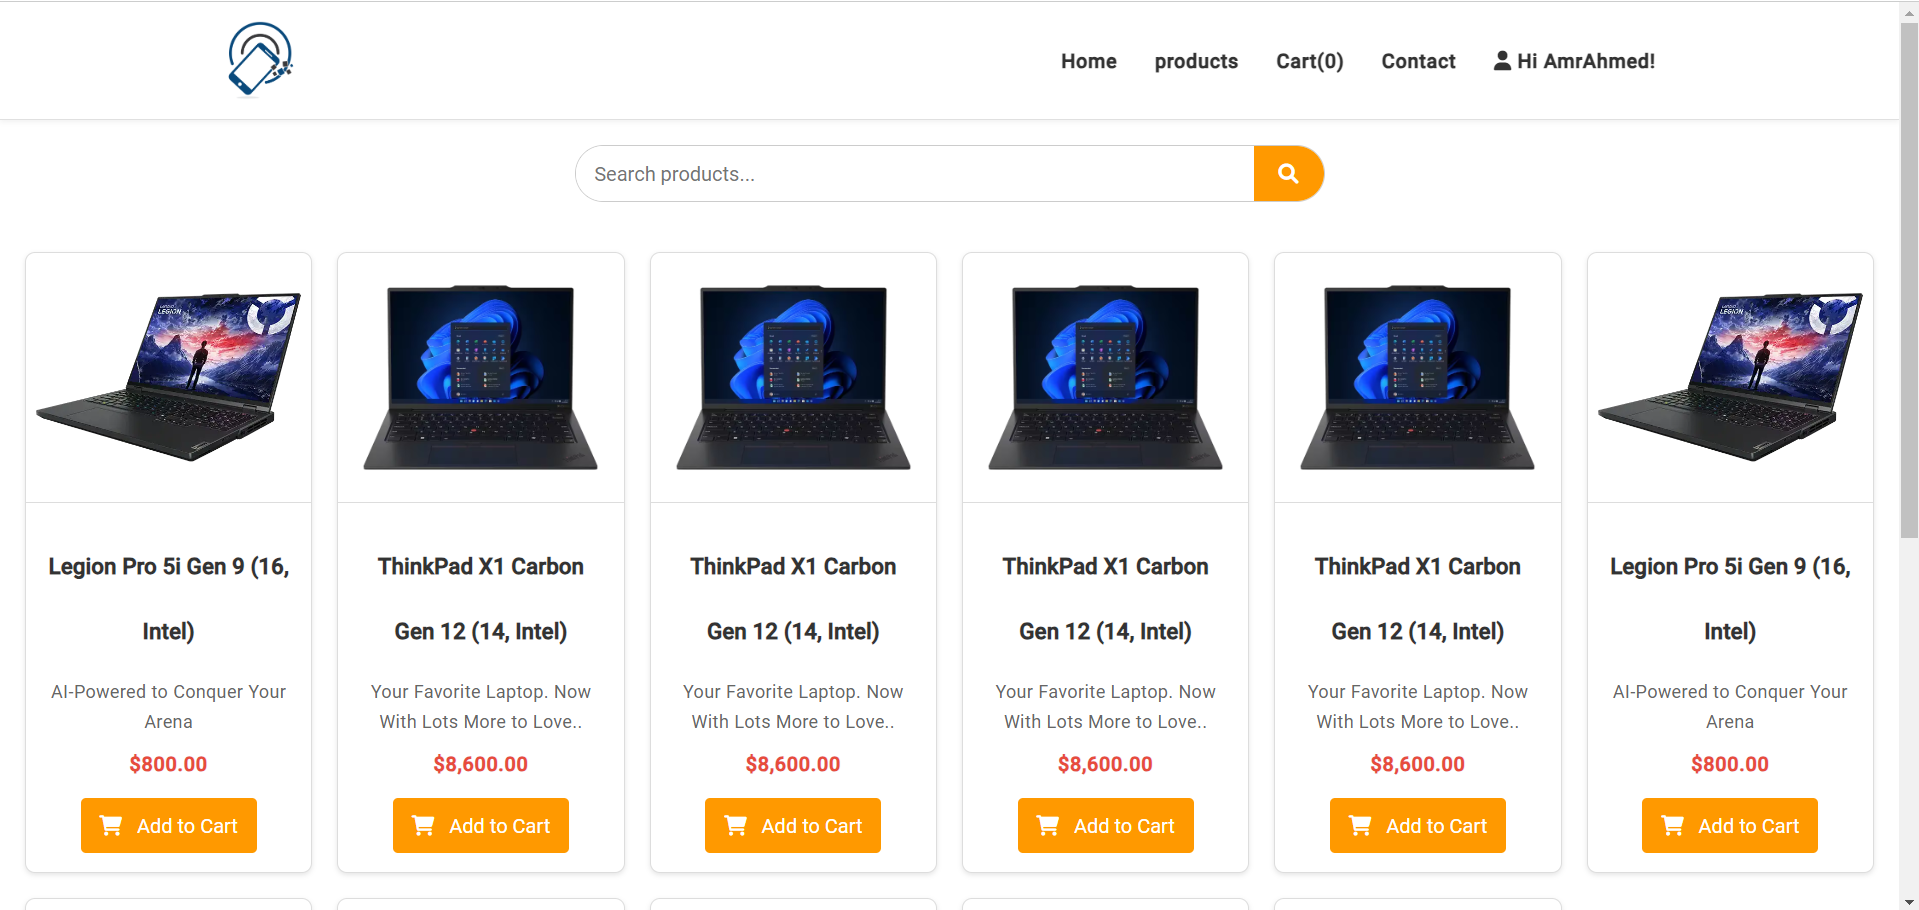 Home products Cart(0) Contact Hi AmrAhmed!
Search products...
LEGION
LEGION
Legion Pro 5i Gen 9 (16,
Intel)
AI-Powered to Conquer Your
Arena
$800.00
Add to Cart
ThinkPad X1 Carbon
Gen 12 (14, Intel)
Your Favorite Laptop. Now
With Lots More to Love..
$8,600.00
Add to Cart
ThinkPad X1 Carbon
Gen 12 (14, Intel)
Your Favorite Laptop. Now
With Lots More to Love..
$8,600.00
Add to Cart
ThinkPad X1 Carbon
Gen 12 (14, Intel)
Your Favorite Laptop. Now
With Lots More to Love..
$8,600.00
Add to Cart
ThinkPad X1 Carbon
Gen 12 (14, Intel)
Your Favorite Laptop. Now
With Lots More to Love..
$8,600.00
Add to Cart
Legion Pro 5i Gen 9 (16,
Intel)
AI-Powered to Conquer Your
Arena
$800.00
Add to Cart